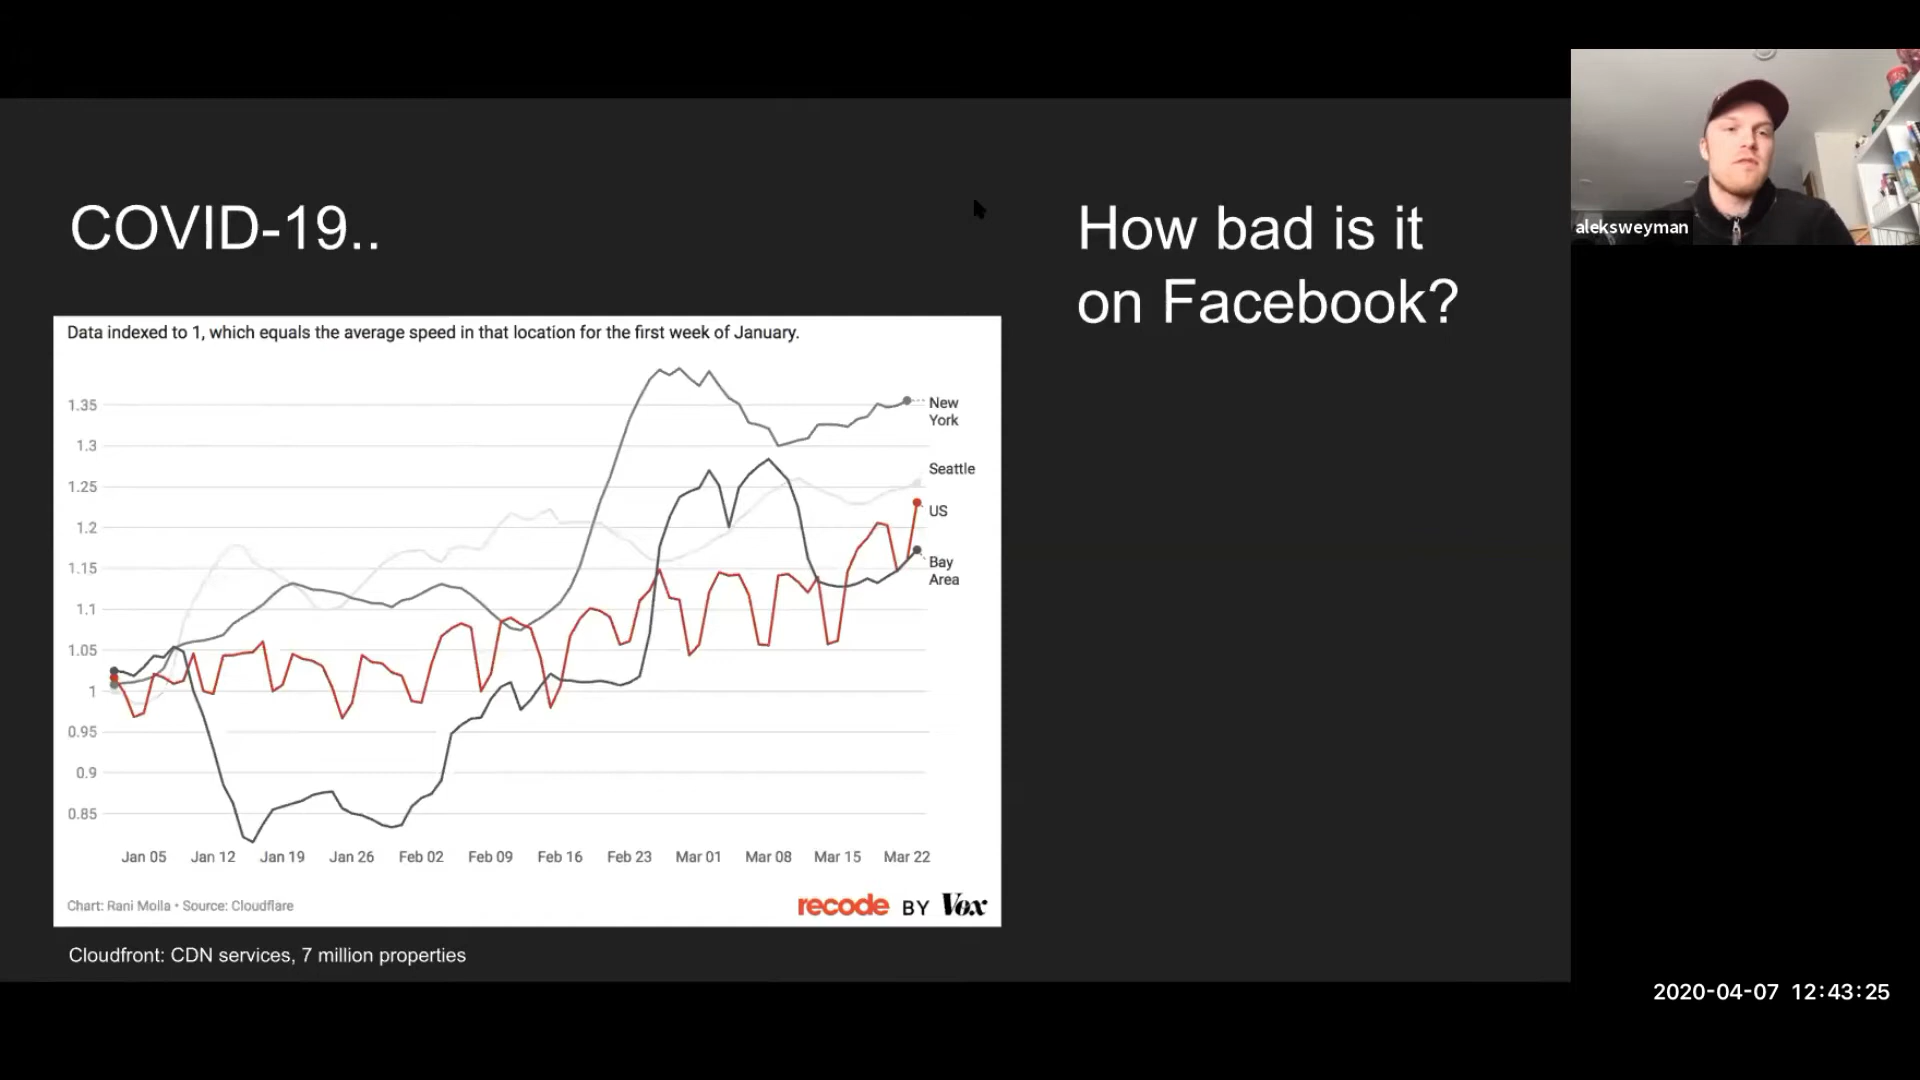 COVID-19..
How bad is it
on Facebook?
aleksweyman
Data indexed to 1, which equals the average speed in that location for the first week of January.
1.35
1.3
1.25
1.2
1.15
1.1
1.05
1
0.95
0.9
0.85
New
York
Seattle
US
Bay
Area
Jan 05 Jan 12 Jan 19 Jan 26 Feb 02 Feb 09 Feb 16 Feb 23 Mar 01 Mar 08 Mar 15 Mar 22
Chart: Rani Molla • Source: Cloudflare
recode BY Vox
Cloudfront: CDN services, 7 million properties
2020-04-07 12:43:25